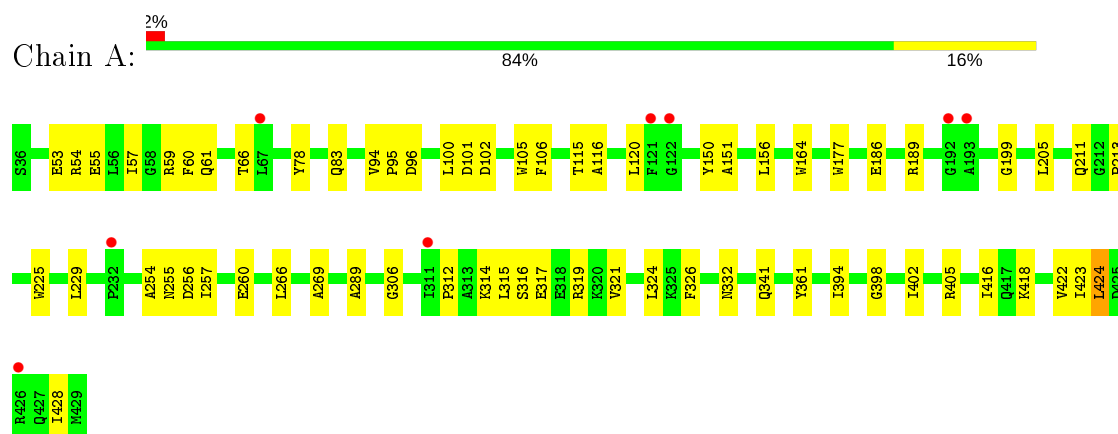 2%
Chain A:
84% 16%
S36 E53 R54 E55 L56 I57 G58 R59 F60 Q61 T66 L67 Y78 Q83 V94 P95 D96 L100 D101 D102 W105 F106 T115 A116 L120 F121 G122 Y150 A151 L156 W164 W177 E186 R189 G192 A193 G199 L205 Q211 G212
W225 L229 P232 A254 N255 D256 I257 E260 L266 A269 A289 G306 I311 P312 A313 K314 L315 S316 E317 E318 R319 K320 V321 L324 K325 F326 N332 Q341 Y361 I394 G398 I402 R405 I416 Q417 K418 V422 I423 L424
R426 Q427 I428 M429